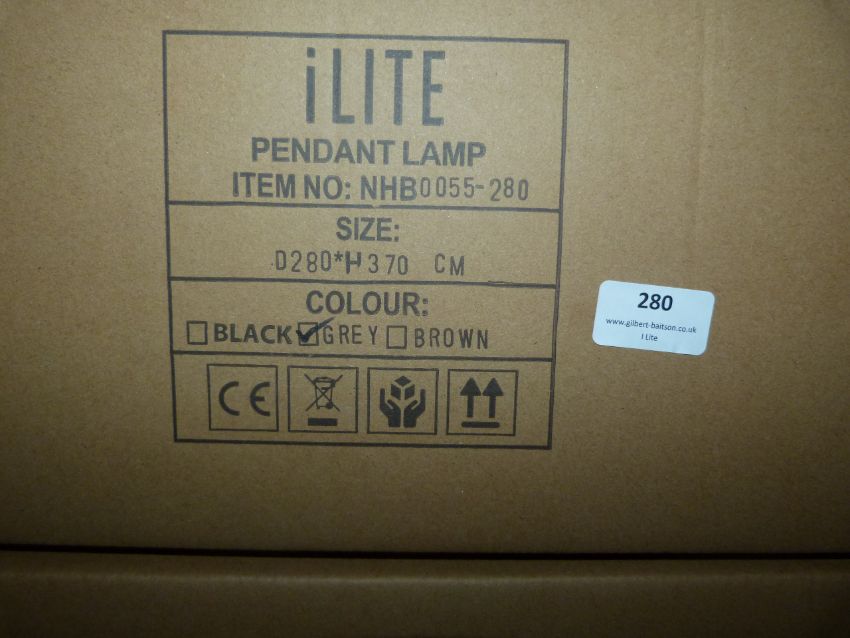 iLITE
PENDANT LAMP
ITEM NO: NHB0055-280
SIZE:
D280*H370 CM
COLOUR:
BLACK GREY BROWN
CE
280
www.gilbert-baitson.co.uk
I Lite